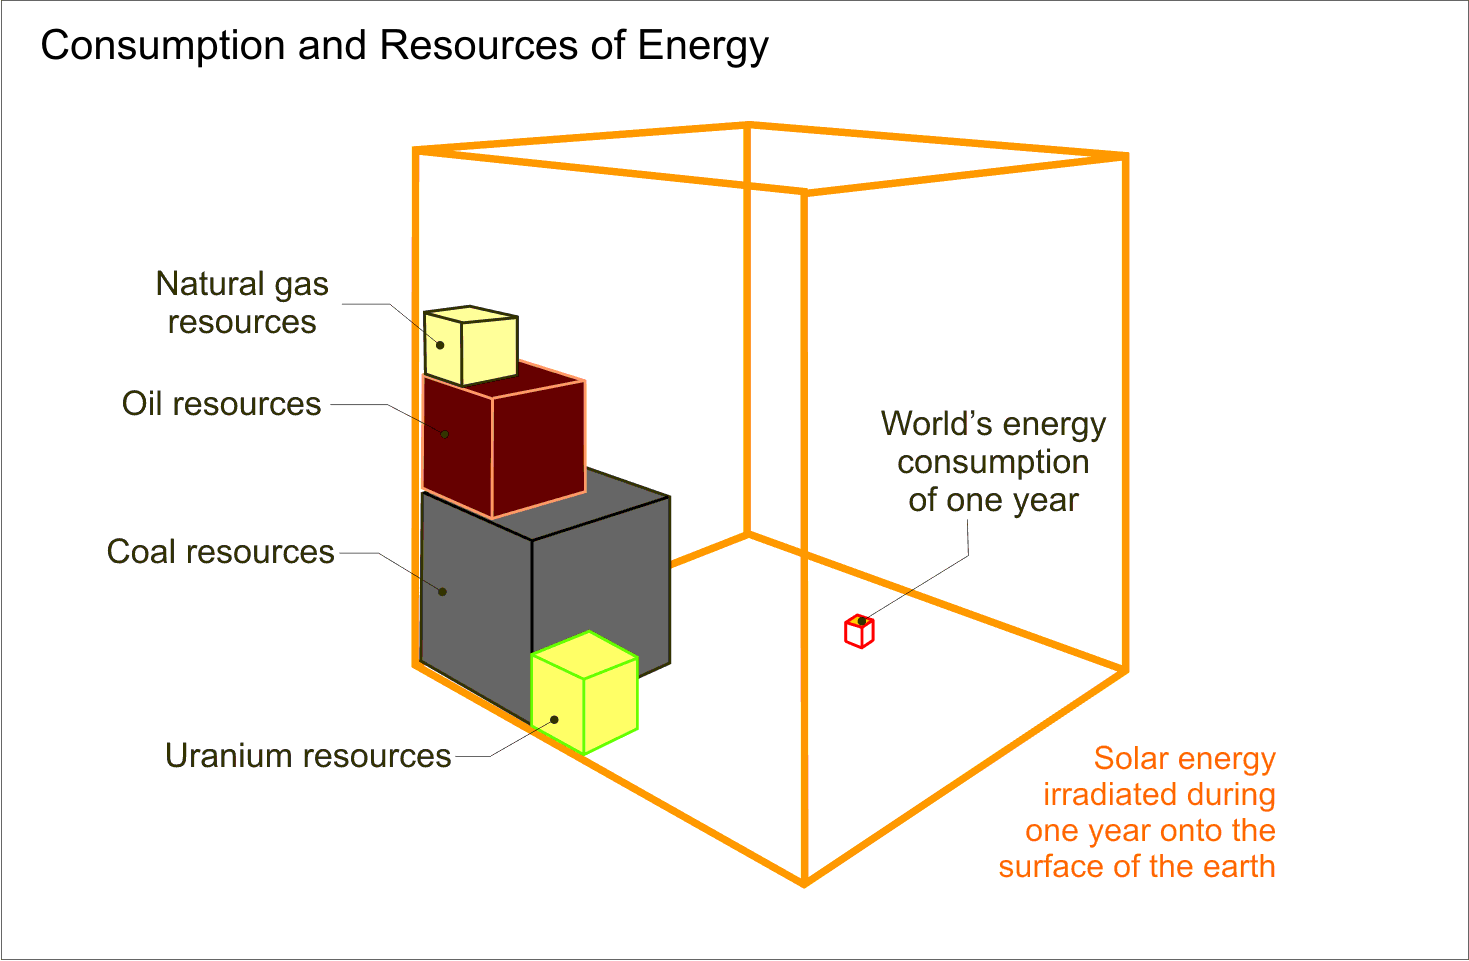 Consumption and Resources of Energy
Natural gas
resources
Oil resources
Coal resources
Uranium resources
World’s energy
consumption
of one year
Solar energy
irradiated during
one year onto the
surface of the earth